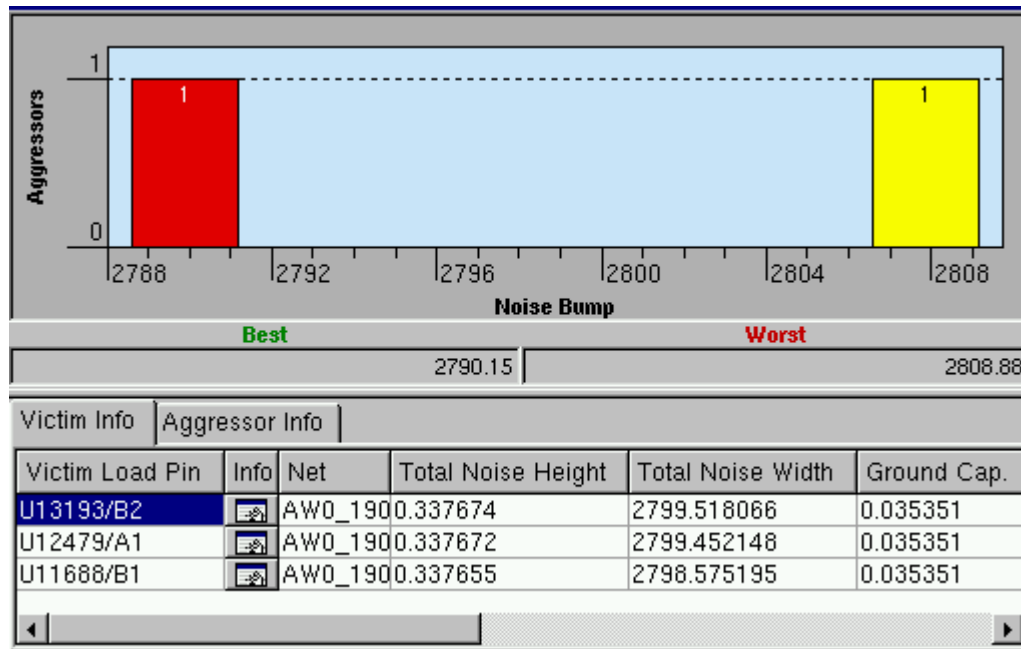 Aggressors
1
1
1
0
2788 2792 2796 2800 2804 2808
Noise Bump
Best Worst
2790.15 2808.88
Victim Info Aggressor Info
Victim Load Pin Info Net Total Noise Height Total Noise Width Ground Cap.
U13193/B2 AW0_190 0.337674 2799.518066 0.035351
U12479/A1 AW0_190 0.337672 2799.452148 0.035351
U11688/B1 AW0_190 0.337655 2798.575195 0.035351